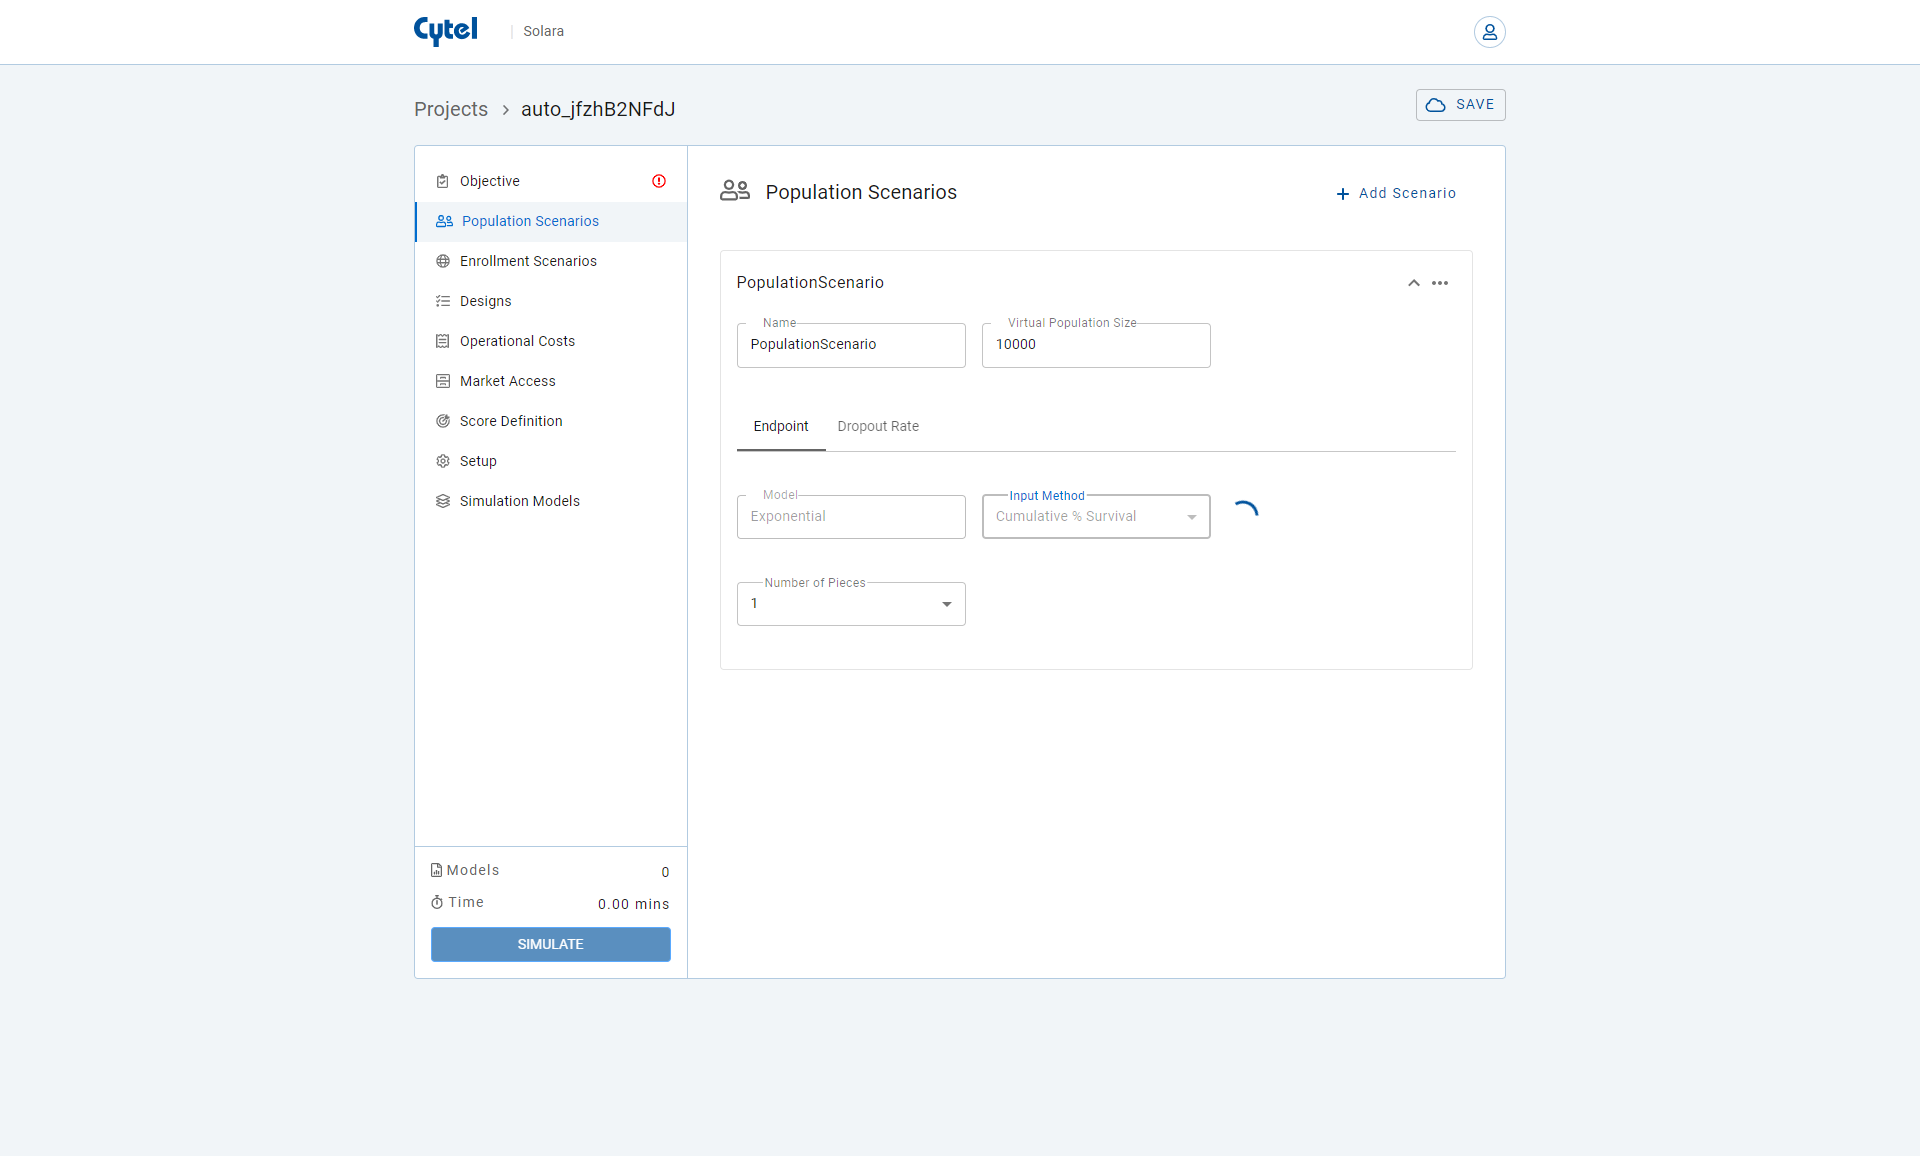 Cytel
Solara
Projects > auto_jfzhB2NFdJ
SAVE
Objective
Population Scenarios
Enrollment Scenarios
Designs
Operational Costs
Market Access
Score Definition
Setup
Simulation Models
Models 0
Time 0.00 mins
SIMULATE
Population Scenarios
Add Scenario
PopulationScenario
Name
PopulationScenario
Virtual Population Size
10000
Endpoint
Dropout Rate
Model
Exponential
Input Method
Cumulative % Survival
Number of Pieces
1